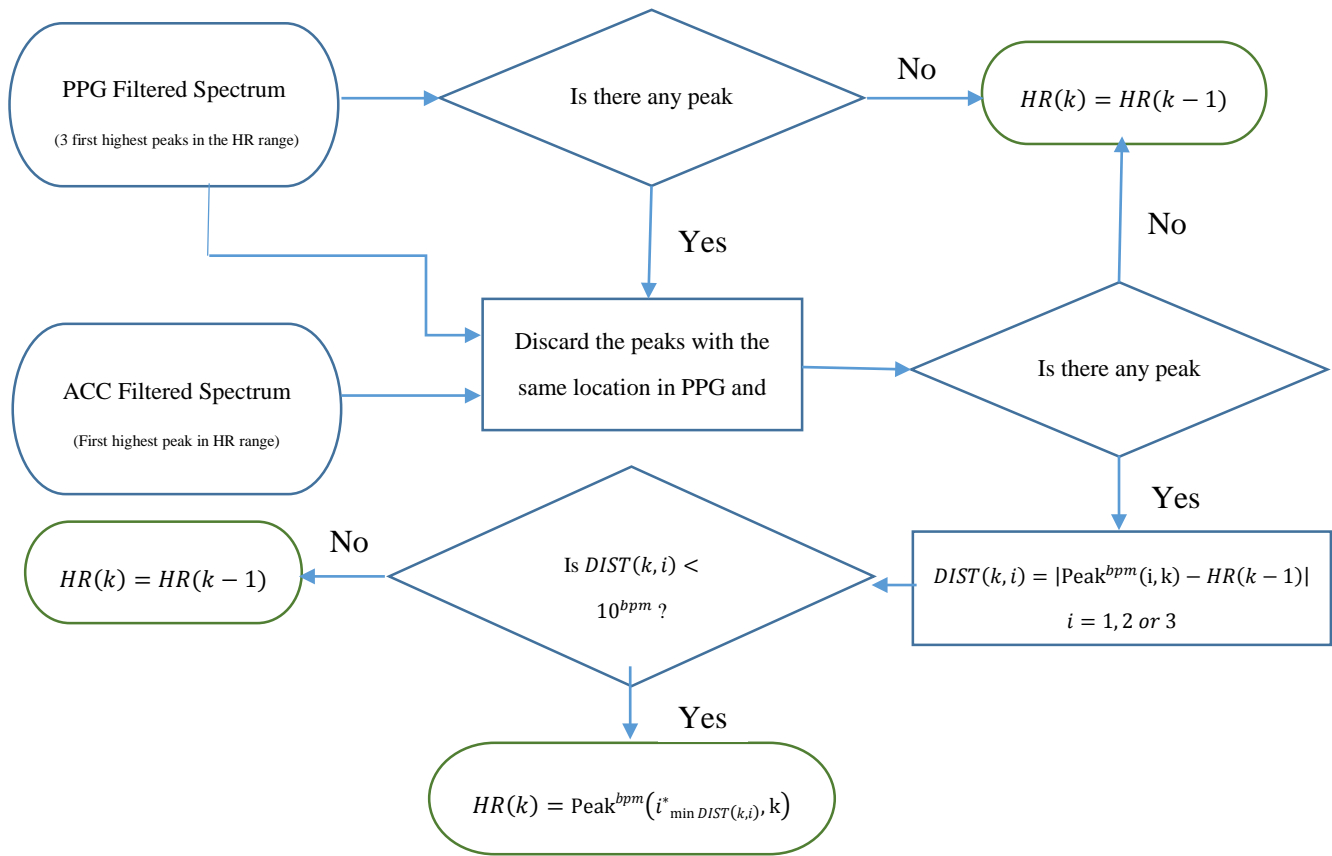 PPG Filtered Spectrum
(3 first highest peaks in the HR range)
Is there any peak
No
HR(k) = HR(k − 1)
Yes
No
ACC Filtered Spectrum
(First highest peak in HR range)
Discard the peaks with the
same location in PPG and
Is there any peak
Yes
HR(k) = HR(k − 1)
No
Is DIST(k, i) <
10^{bpm} ?
DIST(k, i) = |Peak^{bpm}(i, k) − HR(k − 1)|
i = 1, 2 or 3
Yes
HR(k) = Peak^{bpm}(i^*_{min DIST(k,i)}, k)